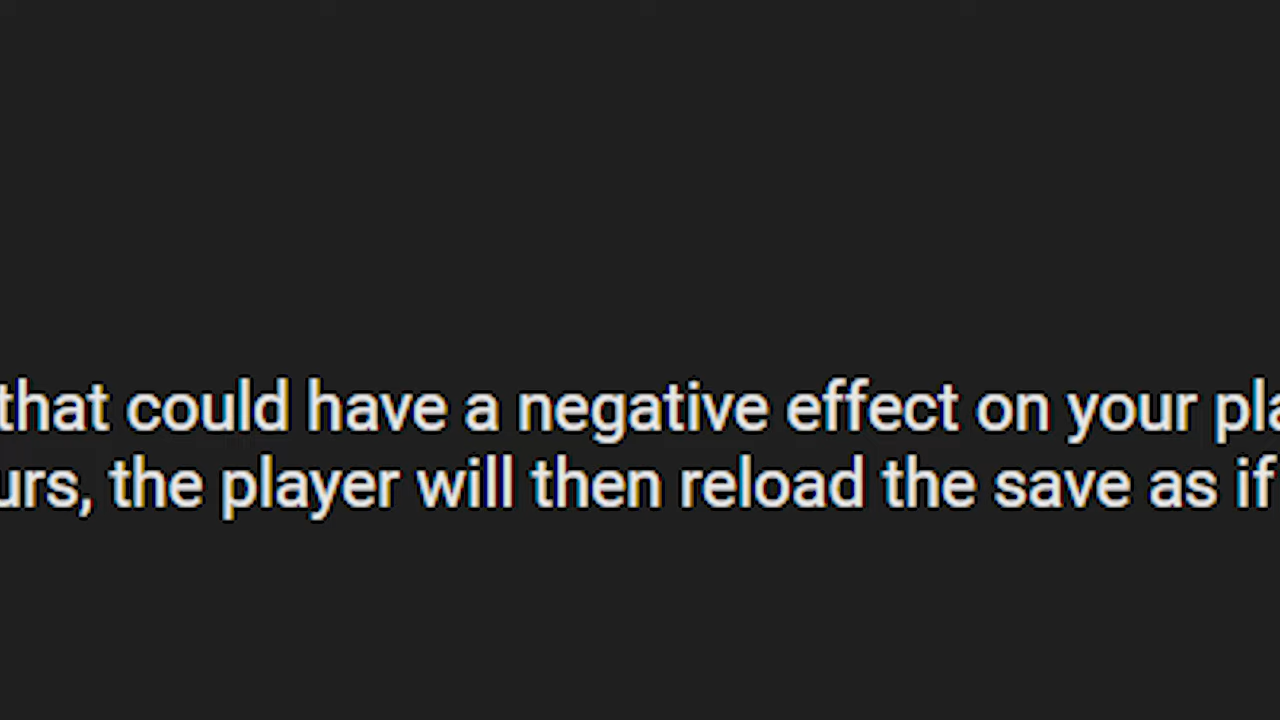 that could have a negative effect on your pla
urs, the player will then reload the save as if